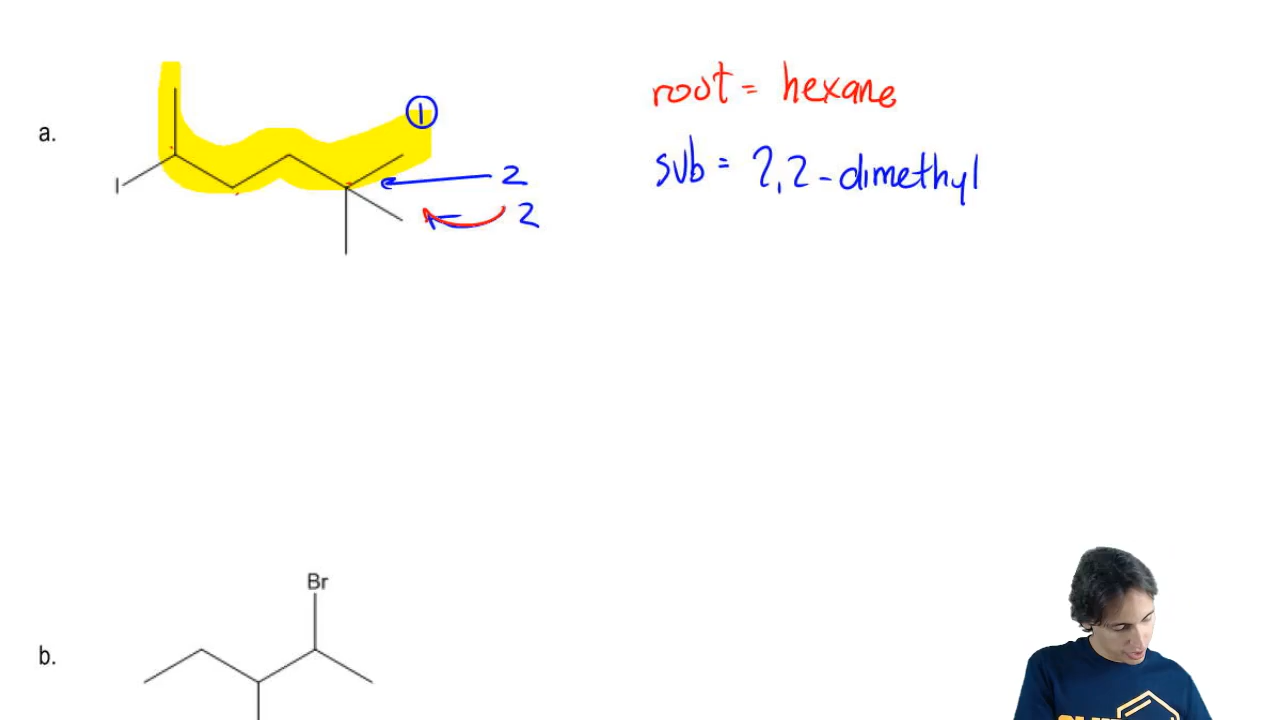 root = hexane
①
a.
sub = 2,2-dimethyl
I
2
2
Br
b.